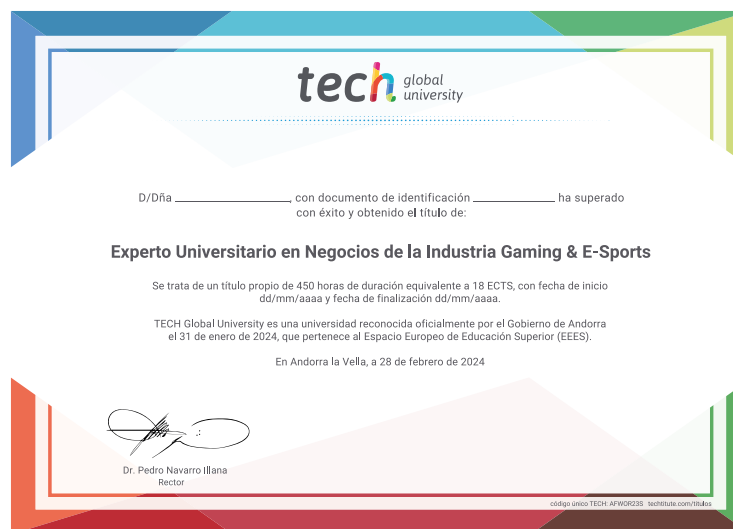 tech global university
D/Dña ____________, con documento de identificación ____________ ha superado
con éxito y obtenido el título de:
Experto Universitario en Negocios de la Industria Gaming & E-Sports
Se trata de un título propio de 450 horas de duración equivalente a 18 ECTS, con fecha de inicio
dd/mm/aaaa y fecha de finalización dd/mm/aaaa.
TECH Global University es una universidad reconocida oficialmente por el Gobierno de Andorra
el 31 de enero de 2024, que pertenece al Espacio Europeo de Educación Superior (EEES).
En Andorra la Vella, a 28 de febrero de 2024
Dr. Pedro Navarro Illana
Rector
código único TECH: AFWOR23S techtitute.com/titulos